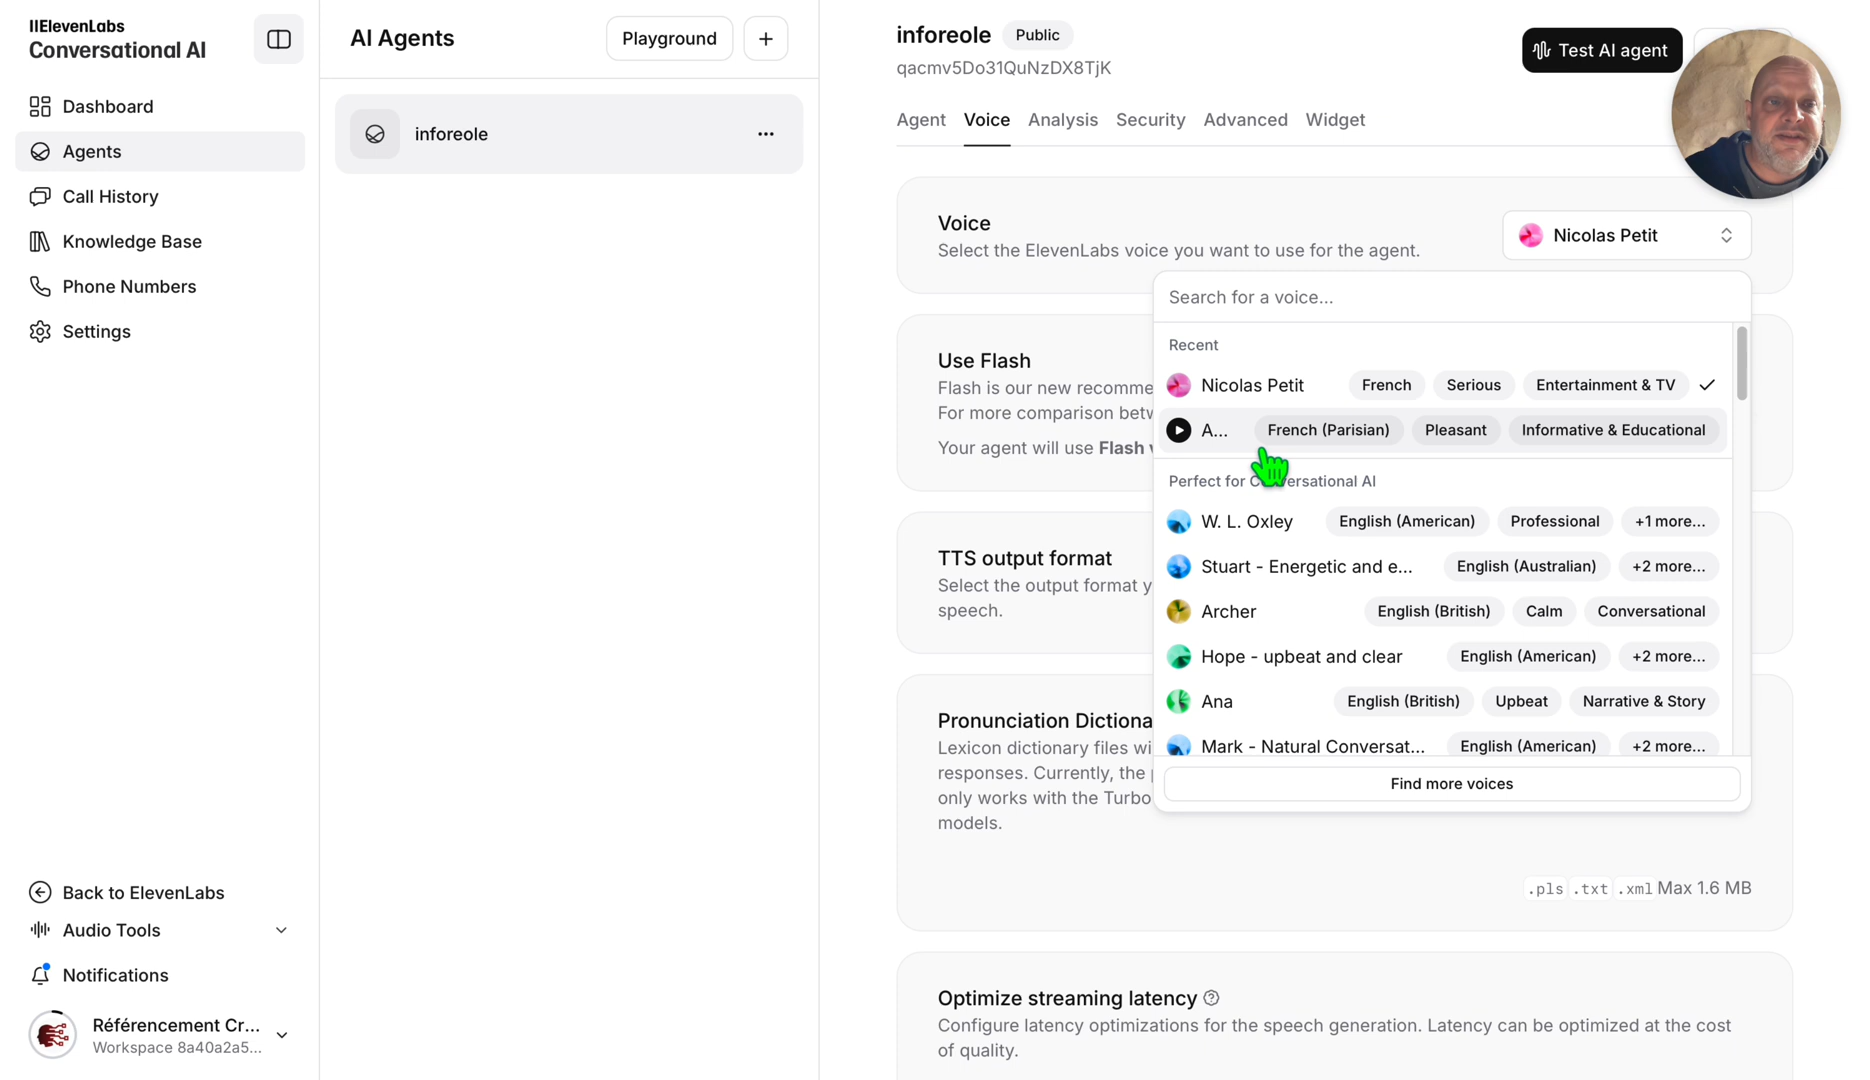 IIElevenLabs
Conversational AI
Dashboard
Agents
Call History
Knowledge Base
Phone Numbers
Settings
Back to ElevenLabs
Audio Tools
Notifications
Référencement Cr...
Workspace 8a40a2a5...
AI Agents
Playground
+
inforeole
...
inforeole
Public
qacmv5Do31QuNzDX8TjK
Test AI agent
Agent Voice Analysis Security Advanced Widget
Voice
Select the ElevenLabs voice you want to use for the agent.
Nicolas Petit
Search for a voice...
Recent
Nicolas Petit French Serious Entertainment & TV
A... French (Parisian) Pleasant Informative & Educational
Perfect for Conversational AI
W. L. Oxley English (American) Professional +1 more...
Stuart - Energetic and e... English (Australian) +2 more...
Archer English (British) Calm Conversational
Hope - upbeat and clear English (American) +2 more...
Ana English (British) Upbeat Narrative & Story
Mark - Natural Conversat... English (American) +2 more...
Find more voices
Use Flash
Flash is our new recomme
For more comparison betw
Your agent will use Flash v
TTS output format
Select the output format y
speech.
Pronunciation Dictiona
Lexicon dictionary files wi
responses. Currently, the p
only works with the Turbo
models.
.pls .txt .xml Max 1.6 MB
Optimize streaming latency
Configure latency optimizations for the speech generation. Latency can be optimized at the cost
of quality.